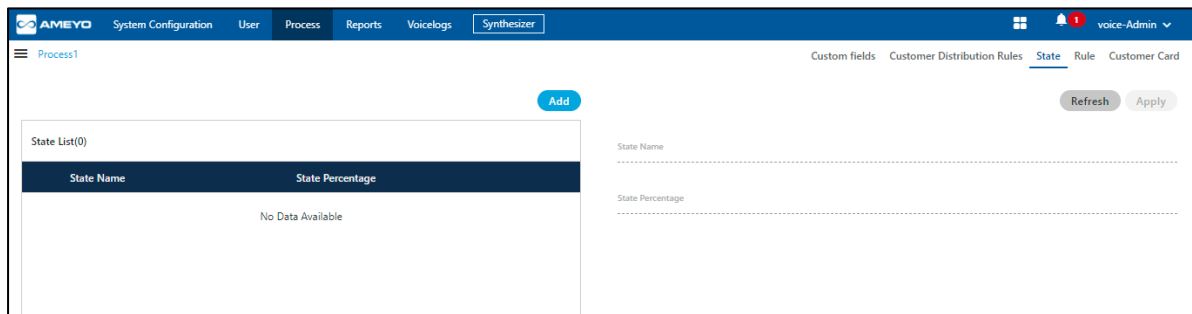 AMEYO System Configuration User Process Reports Voicelogs Synthesizer 1 voice-Admin
Process1 Custom fields Customer Distribution Rules State Rule Customer Card
Add Refresh Apply
State List(0)
State Name
State Name State Percentage
State Percentage
No Data Available